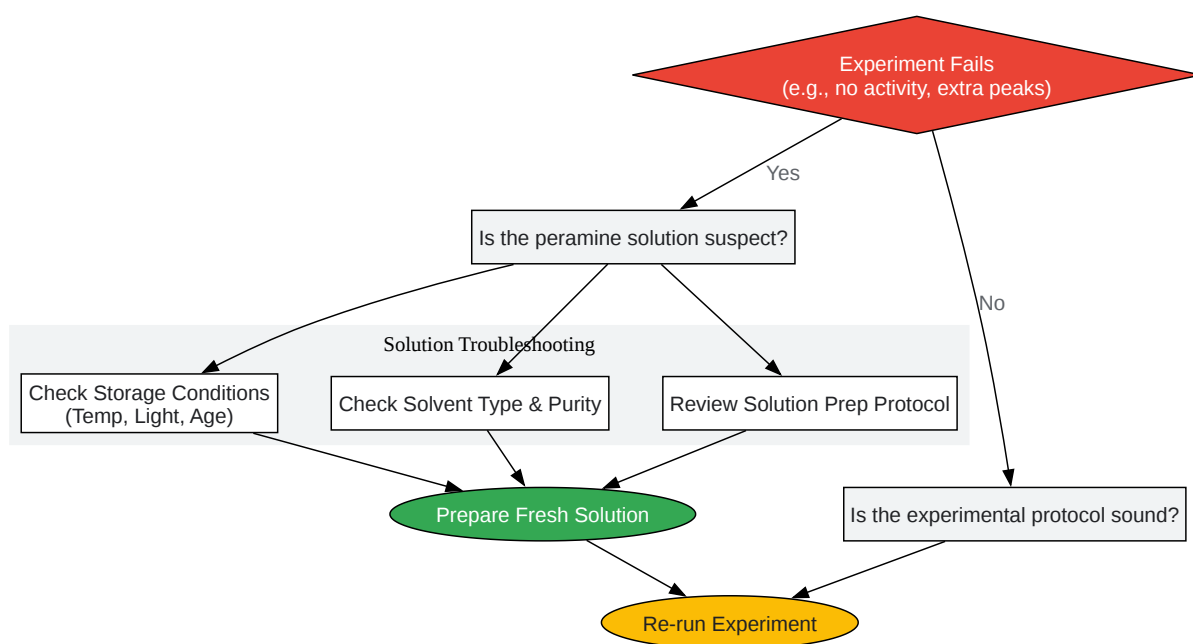 Experiment Fails
(e.g., no activity, extra peaks)
Yes
Is the peramine solution suspect?
No
Solution Troubleshooting
Check Storage Conditions
(Temp, Light, Age)
Check Solvent Type & Purity
Review Solution Prep Protocol
Prepare Fresh Solution
Is the experimental protocol sound?
Re-run Experiment